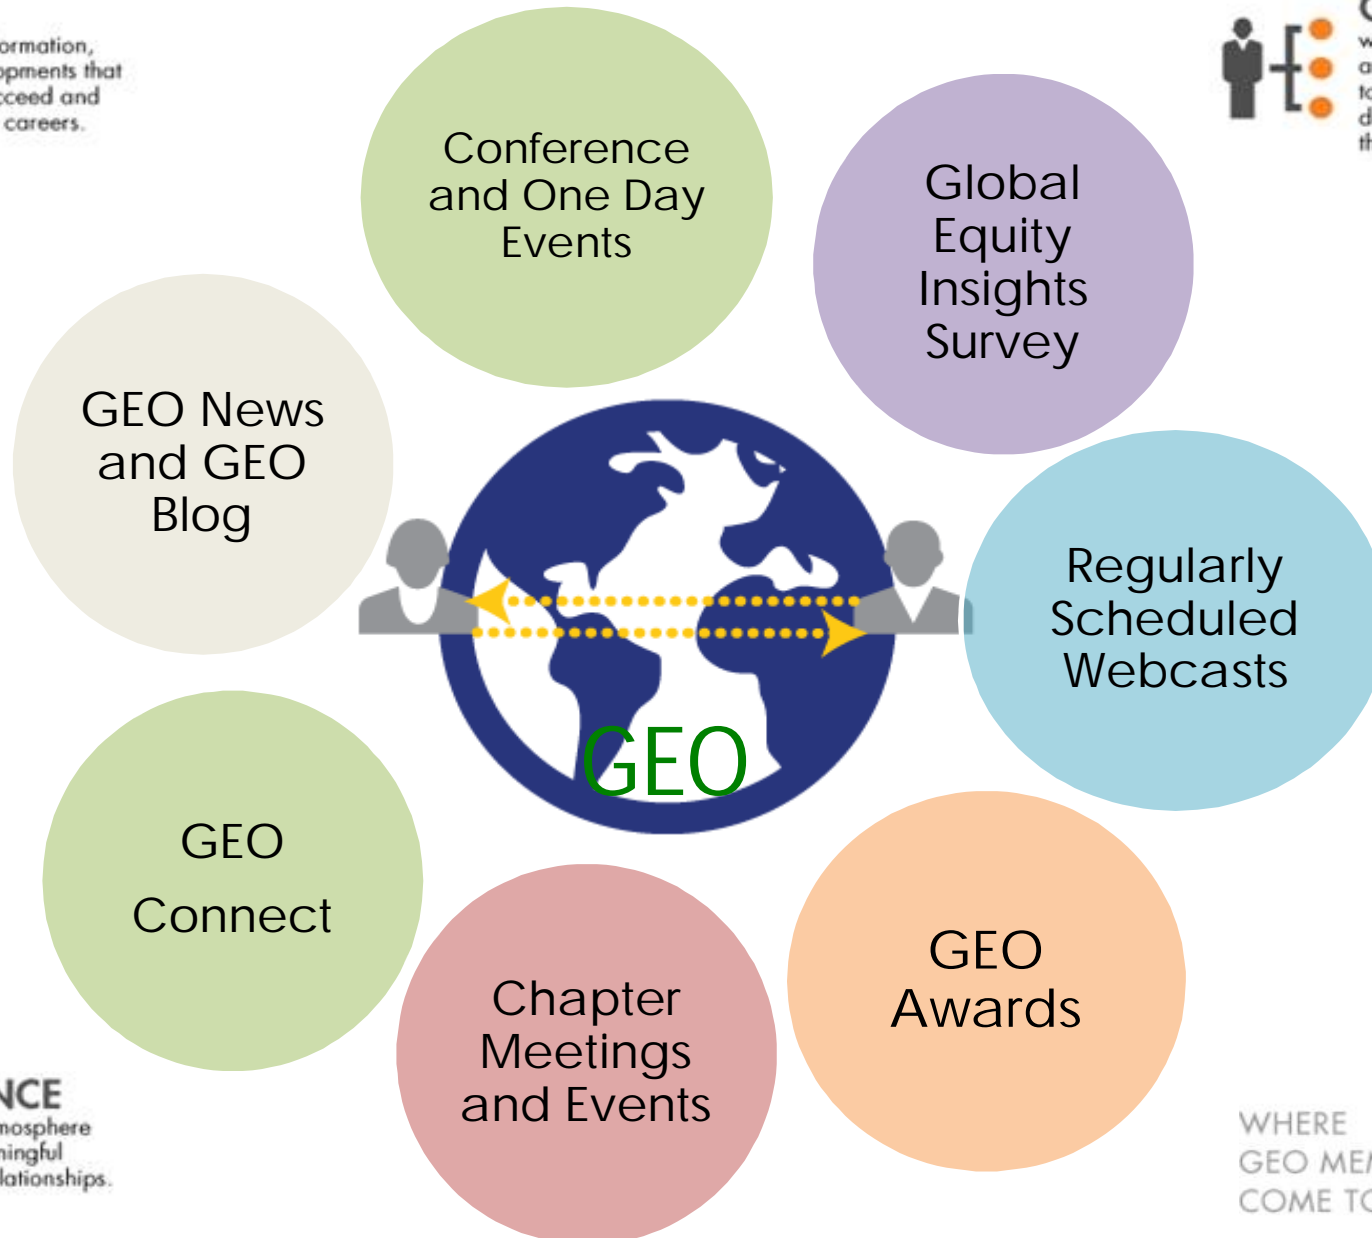 opments that
cceed and
careers.
Conference
and One Day
Events
Global
Equity
Insights
Survey
GEO News
and GEO
Blog
Regularly
Scheduled
Webcasts
GEO
GEO
Connect
GEO
Awards
Chapter
Meetings
and Events
NCE
mosphere
ningful
lationships.
WHERE
GEO MEM
COME TO